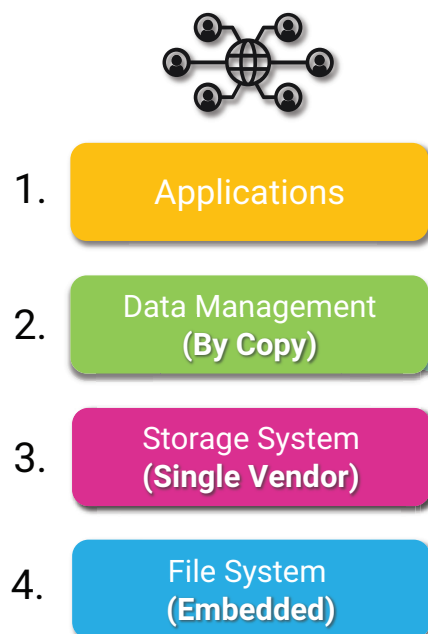 1. Applications
2. Data Management
(By Copy)
3. Storage System
(Single Vendor)
4. File System
(Embedded)